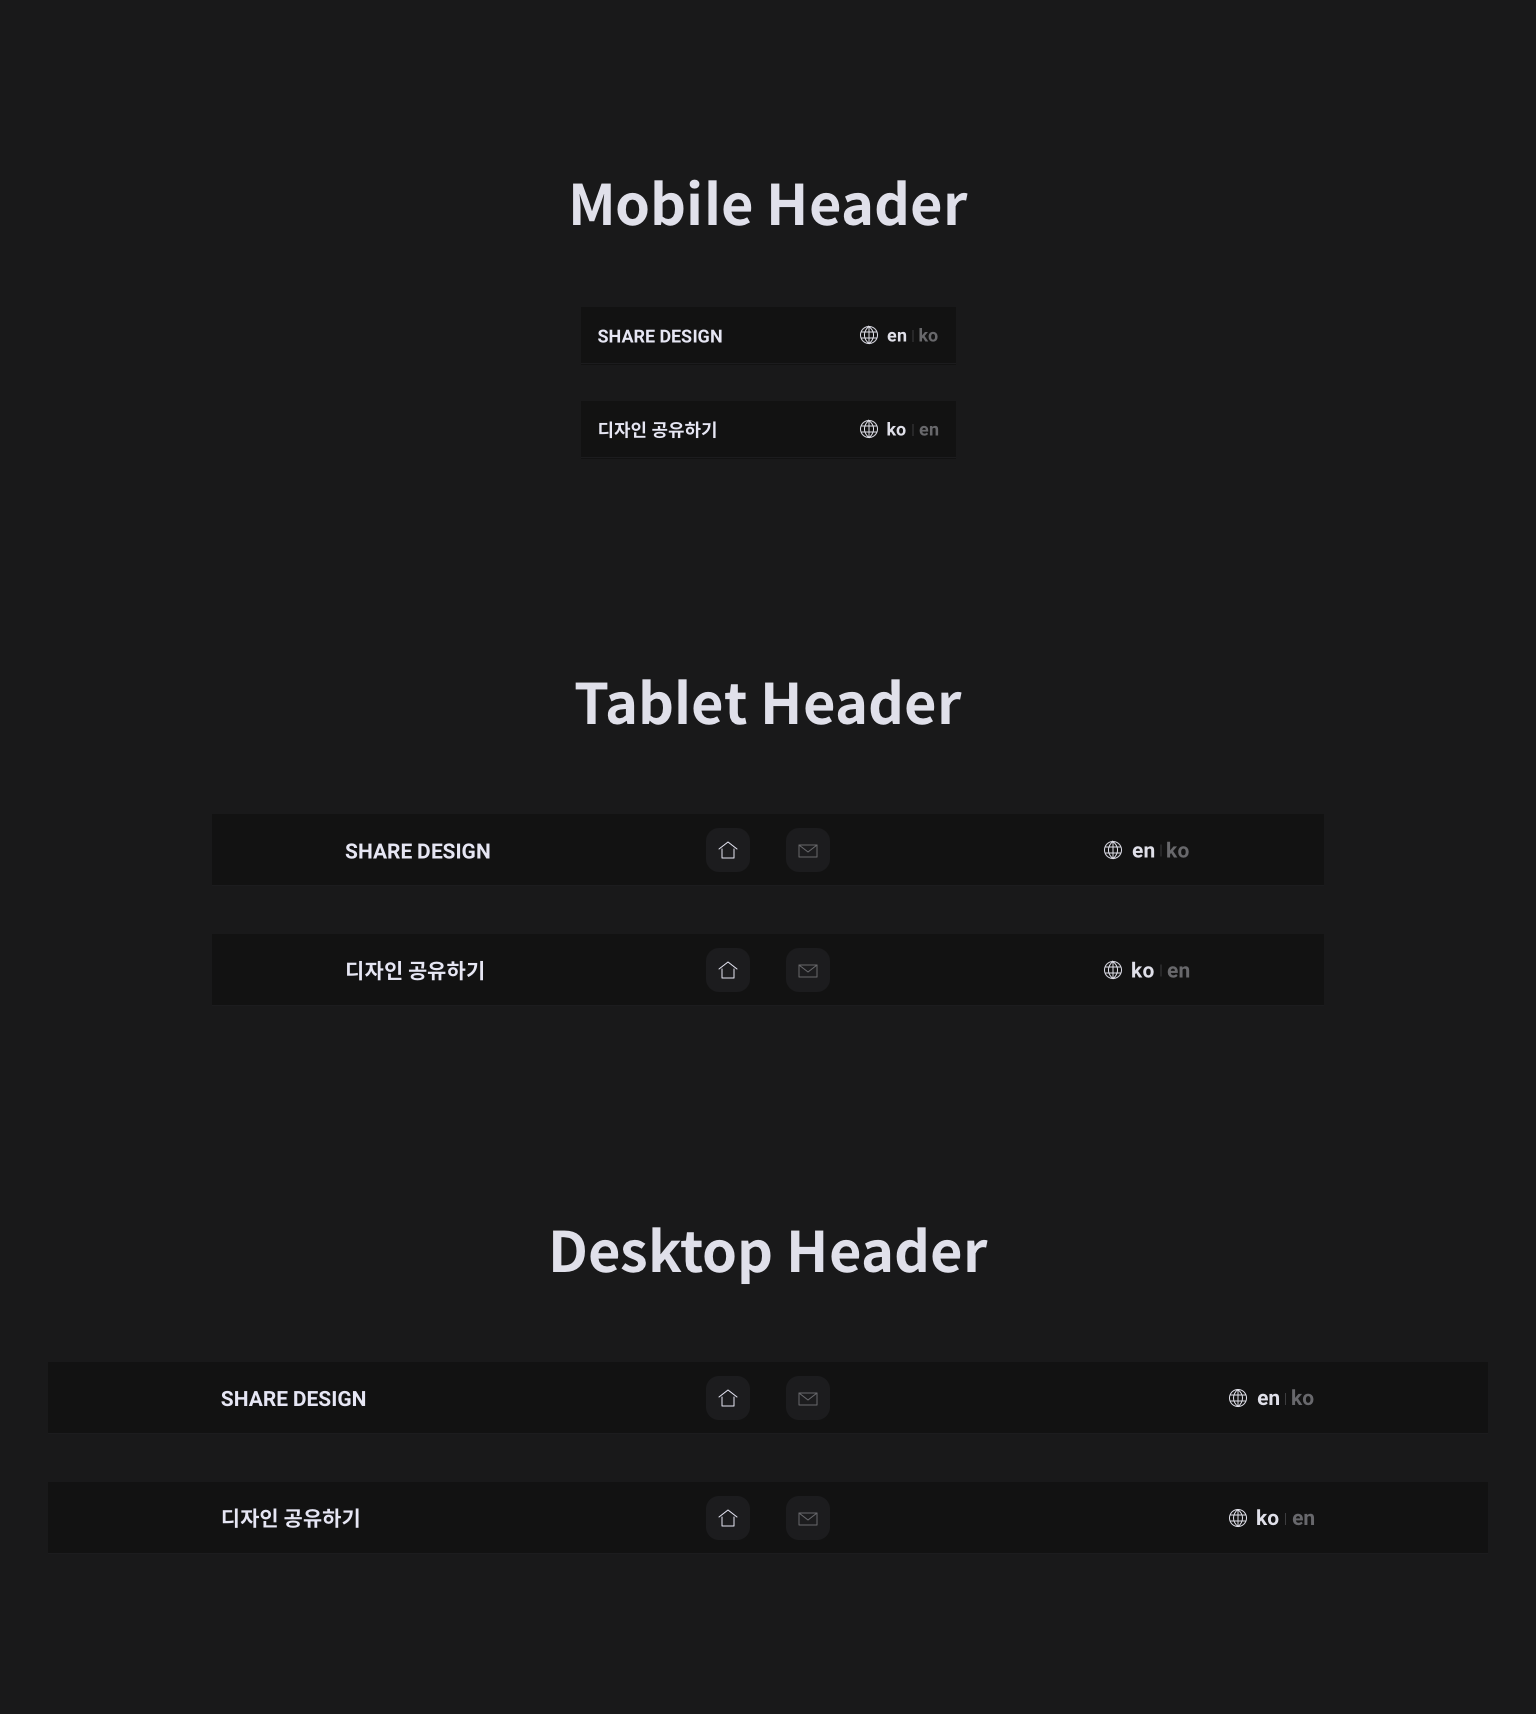 Mobile Header
SHARE DESIGN en | ko
디자인 공유하기 ko | en
Tablet Header
SHARE DESIGN en | ko
디자인 공유하기 ko | en
Desktop Header
SHARE DESIGN en | ko
디자인 공유하기 ko | en